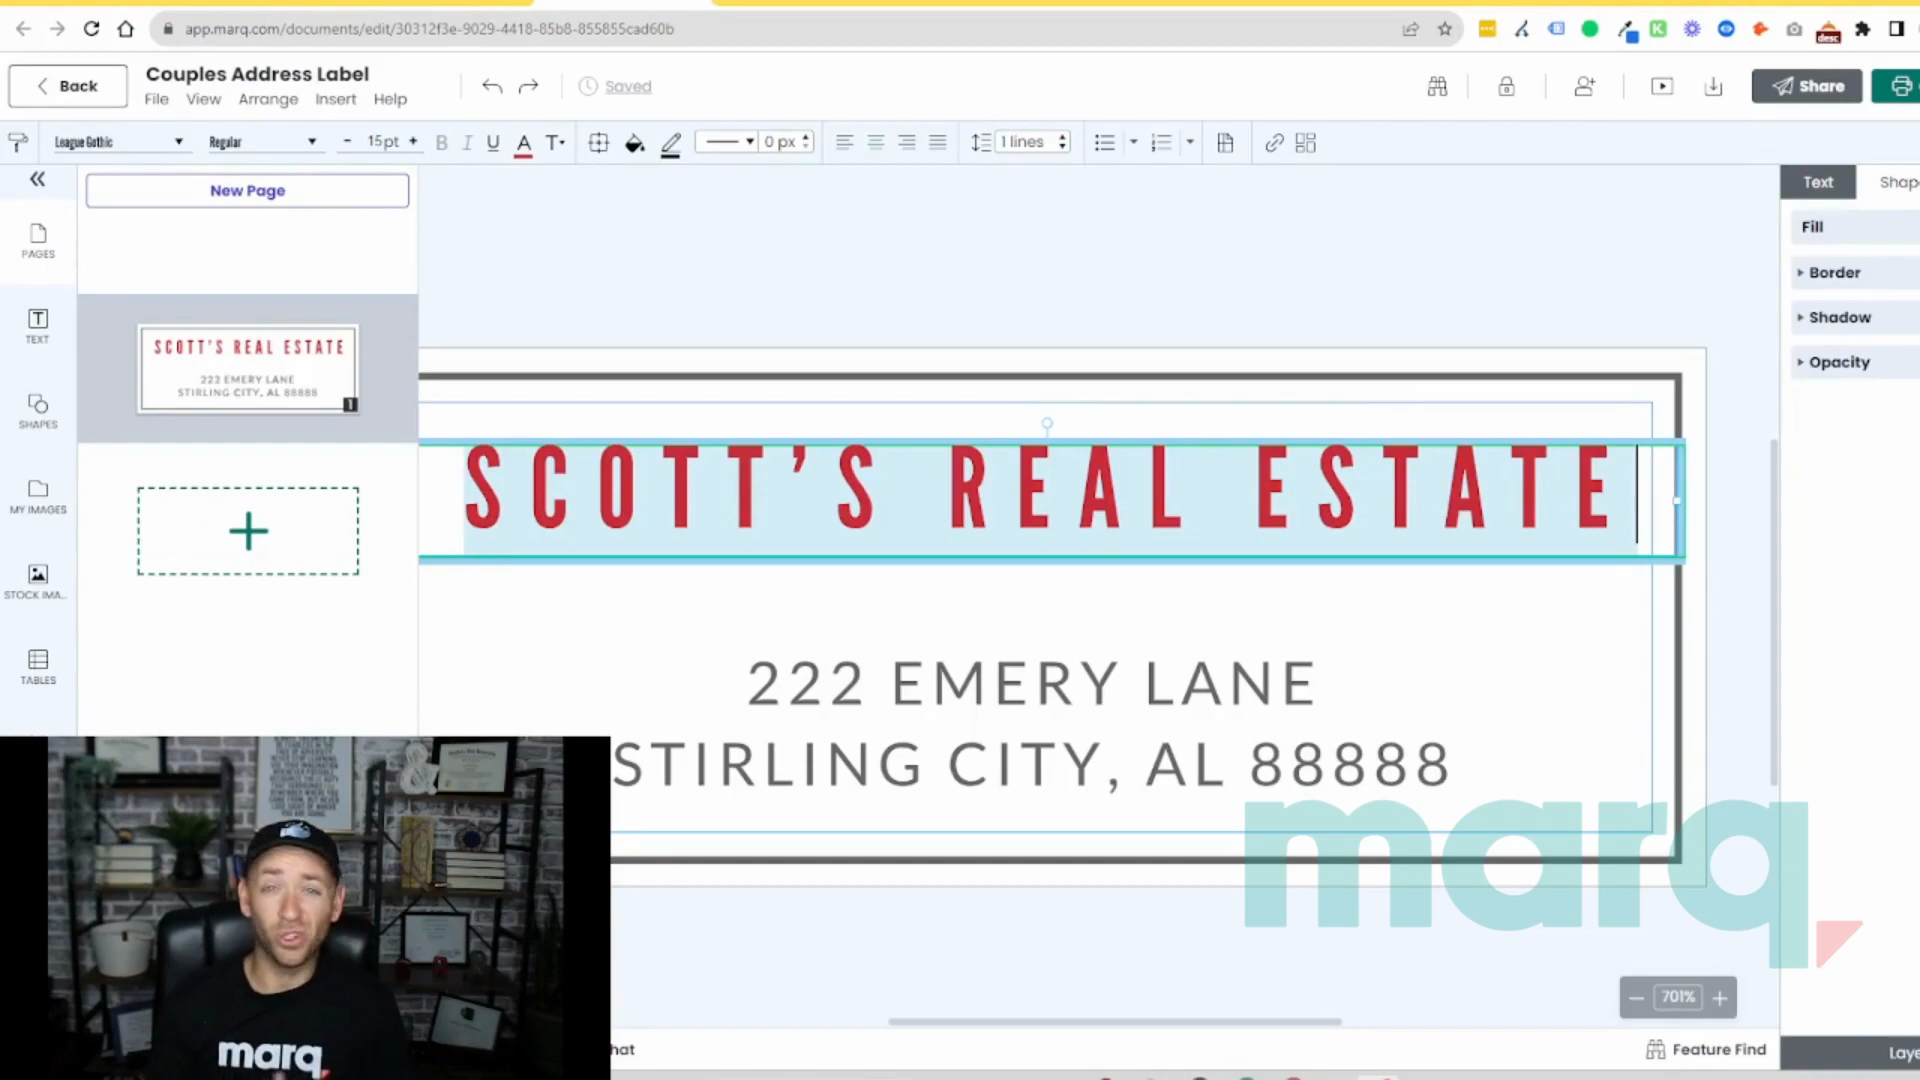 app.marq.com/documents/edit/30312f3e-9029-4418-85b8-855855cad60b
desc
Back
Couples Address Label
File View Arrange Insert Help
Saved
Share
League Gothic
Regular
- 15pt +
B I U A T
0 px
1 lines
New Page
PAGES
TEXT
SHAPES
MY IMAGES
STOCK IMA...
TABLES
SCOTT'S REAL ESTATE
222 EMERY LANE
STIRLING CITY, AL 88888
1
SCOTT'S REAL ESTATE
222 EMERY LANE
STIRLING CITY, AL 88888
Text Shap
Fill
Border
Shadow
Opacity
marq
marq
701%
hat
Feature Find
Laye